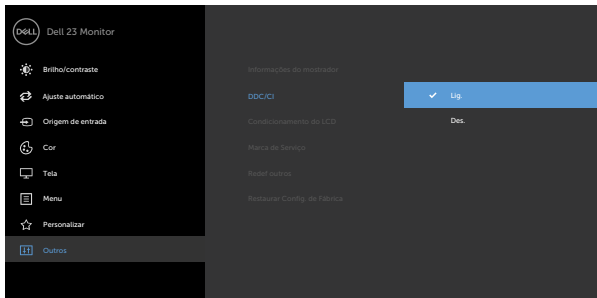 DELL
Dell 23 Monitor
Brilho/contraste
Ajuste automático
Origem de entrada
Cor
Tela
Menu
Personalizar
Outros
Informações do mostrador
DDC/CI
Condicionamento do LCD
Marca de Serviço
Redef outros
Restaurar Config. de Fábrica
Lig.
Des.